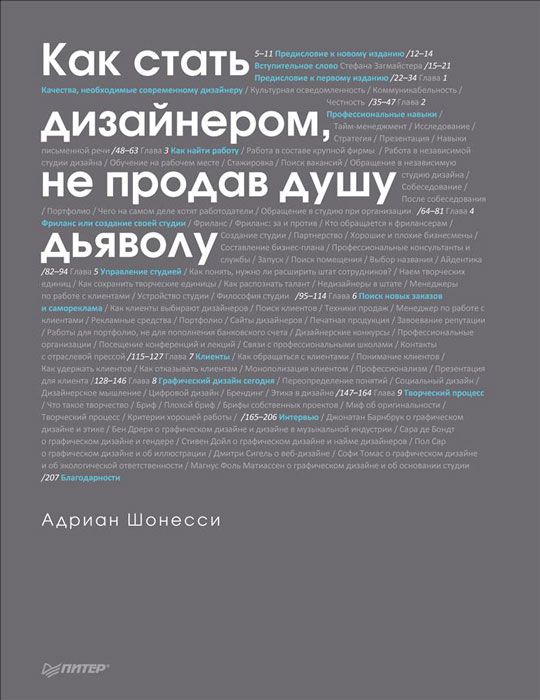 Как стать
5–11 Предисловие к новому изданию /12–14
Вступительное слово Стефана Загмайстера /15–21
Предисловие к первому изданию /22–34 Глава 1
Качества, необходимые современному дизайнеру / Культурная осведомленность / Коммуникабельность /
Честность /35–47 Глава 2
дизайнером,
Профессиональные навыки /
Тайм-менеджмент / Исследование /
Стратегия / Презентация / Навыки
письменной речи /48–63 Глава 3 Как найти работу / Работа в составе крупной фирмы / Работа в независимой
студии дизайна / Обучение на рабочем месте / Стажировка / Поиск вакансий / Обращение в независимую
не продав душу
студию дизайна /
Собеседование /
После собеседования
/ Портфолио / Чего на самом деле хотят работодатели / Обращение в студию при организации /64–81 Глава 4
Фриланс или создание своей студии / Фриланс / Фриланс: за и против / Кто обращается к фрилансерам /
дьяволу
Создание студии / Партнерство / Хорошие и плохие бизнесмены /
Составление бизнес-плана / Профессиональные консультанты и
службы / Запуск / Поиск помещения / Выбор названия / Айдентика
/82–94 Глава 5 Управление студией / Как понять, нужно ли расширить штат сотрудников? / Наем творческих
единиц / Как сохранить творческие единицы / Как распознать талант / Недизайнеры в штате / Менеджеры
по работе с клиентами / Устройство студии / Философия студии /95–114 Глава 6 Поиск новых заказов
и самореклама / Как клиенты выбирают дизайнеров / Поиск клиентов / Техники продаж / Менеджер по работе с
клиентами / Рекламные средства / Портфолио / Сайты дизайнеров / Печатная продукция / Завоевание репутации
/ Работы для портфолио, не для пополнения банковского счета / Дизайнерские конкурсы / Профессиональные
организации / Посещение конференций и лекций / Связи с профессиональными школами / Контакты
с отраслевой прессой /115–127 Глава 7 Клиенты / Как обращаться с клиентами / Понимание клиентов /
Как удержать клиентов / Как отказывать клиентам / Монополизация клиентом / Профессионализм / Презентация
для клиента /128–146 Глава 8 Графический дизайн сегодня / Переопределение понятий / Социальный дизайн /
Дизайнерское мышление / Цифровой дизайн / Брендинг / Этика в дизайне /147–164 Глава 9 Творческий процесс
/ Что такое творчество / Бриф / Плохой бриф / Брифы собственных проектов / Миф об оригинальности /
Творческий процесс / Критерии хорошей работы / /165–206 Интервью / Джонатан Барнбрук о графическом
дизайне и этике / Бен Дрери о графическом дизайне и дизайне в музыкальной индустрии / Сара де Бондт
о графическом дизайне и гендере / Стивен Дойл о графическом дизайне и найме дизайнеров / Пол Сар
о графическом дизайне и об иллюстрации / Дмитри Сигель о веб-дизайне / Софи Томас о графическом дизайне
и об экологической ответственности / Магнус Фоль Матиассен о графическом дизайне и об основании студии
/207 Благодарности
Адриан Шонесси
ПИТЕР®